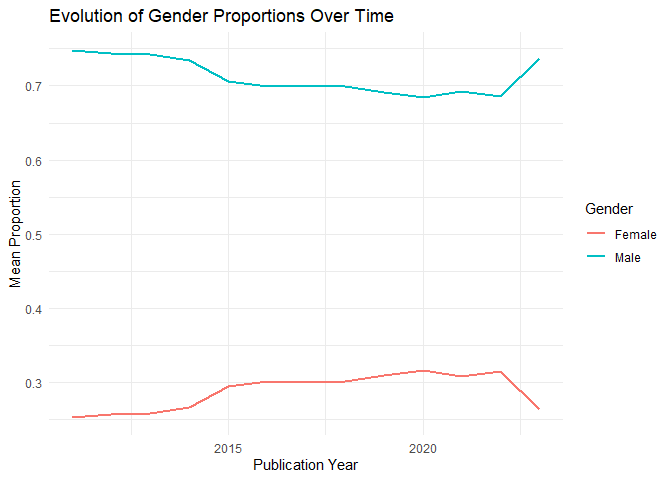 Evolution of Gender Proportions Over Time
0.7
0.6
0.5
0.4
0.3
Mean Proportion
2015 2020
Publication Year
Gender
Female
Male